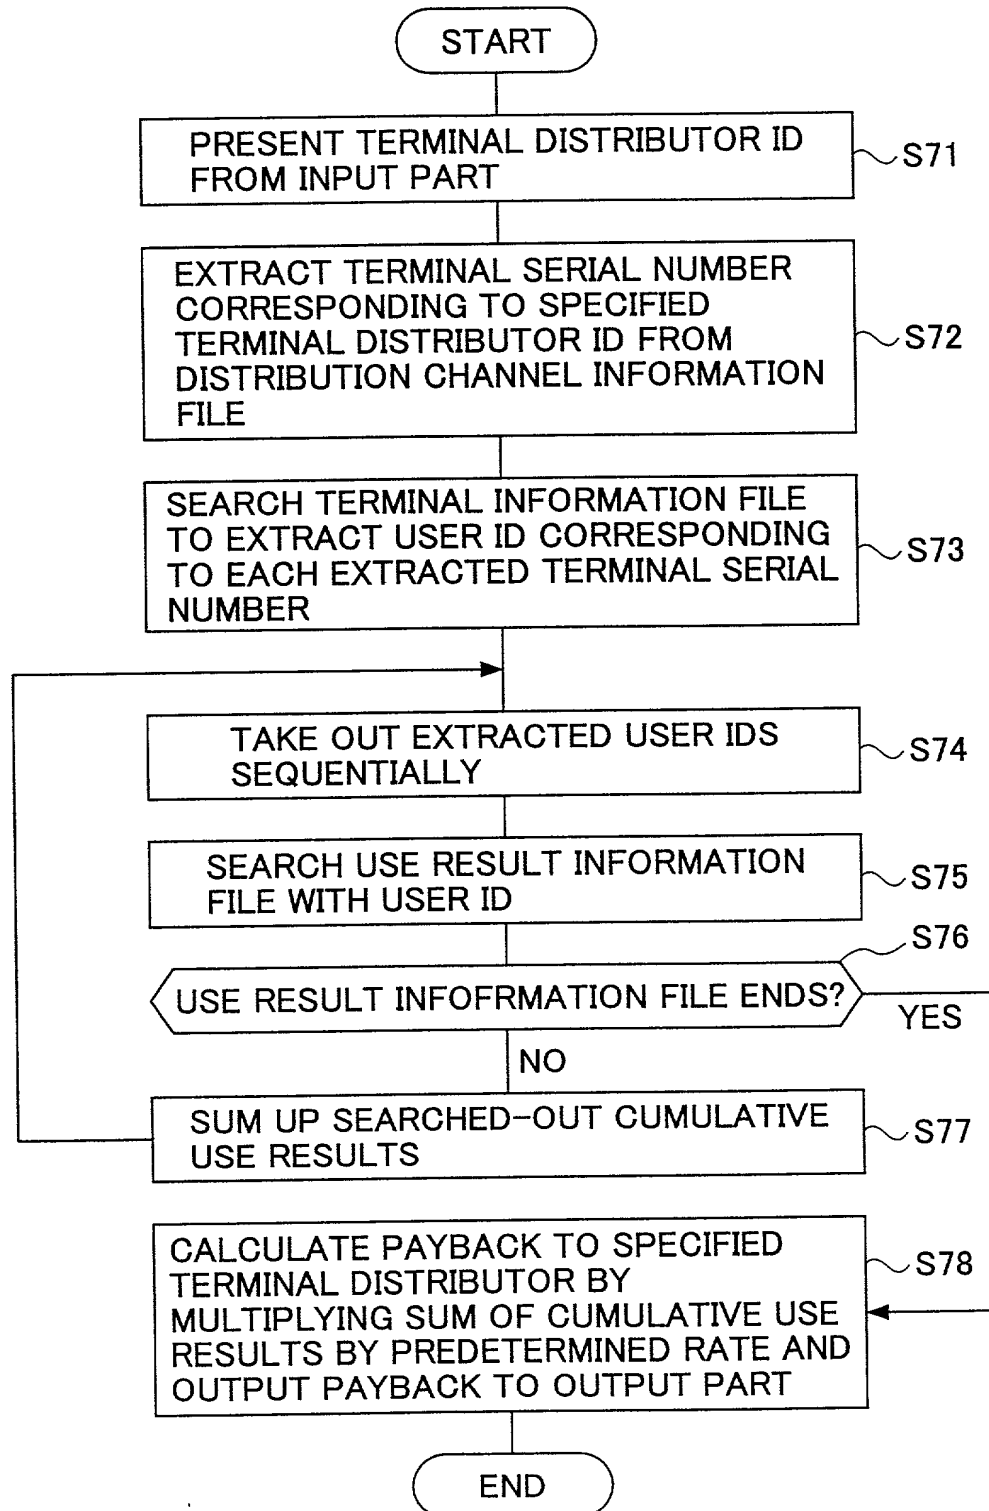 START
PRESENT TERMINAL DISTRIBUTOR ID
FROM INPUT PART
S71
EXTRACT TERMINAL SERIAL NUMBER
CORRESPONDING TO SPECIFIED
TERMINAL DISTRIBUTOR ID FROM
DISTRIBUTION CHANNEL INFORMATION
FILE
S72
SEARCH TERMINAL INFORMATION FILE
TO EXTRACT USER ID CORRESPONDING
TO EACH EXTRACTED TERMINAL SERIAL
NUMBER
S73
TAKE OUT EXTRACTED USER IDS
SEQUENTIALLY
S74
SEARCH USE RESULT INFORMATION
FILE WITH USER ID
S75
S76
USE RESULT INFOFRMATION FILE ENDS?
YES
NO
SUM UP SEARCHED-OUT CUMULATIVE
USE RESULTS
S77
CALCULATE PAYBACK TO SPECIFIED
TERMINAL DISTRIBUTOR BY
MULTIPLYING SUM OF CUMULATIVE USE
RESULTS BY PREDETERMINED RATE AND
OUTPUT PAYBACK TO OUTPUT PART
S78
END